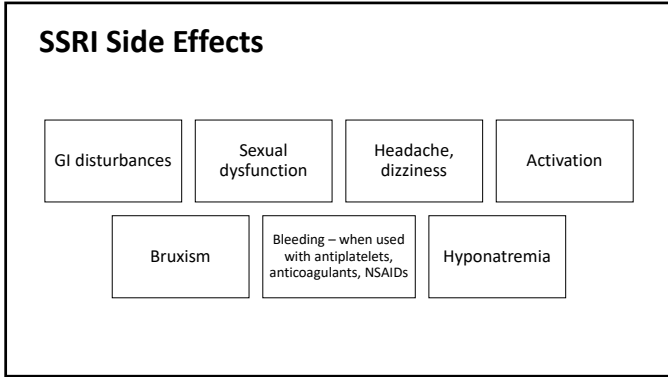 SSRI Side Effects
GI disturbances
Sexual
dysfunction
Headache,
dizziness
Activation
Bruxism
Bleeding – when used
with antiplatelets,
anticoagulants, NSAIDs
Hyponatremia